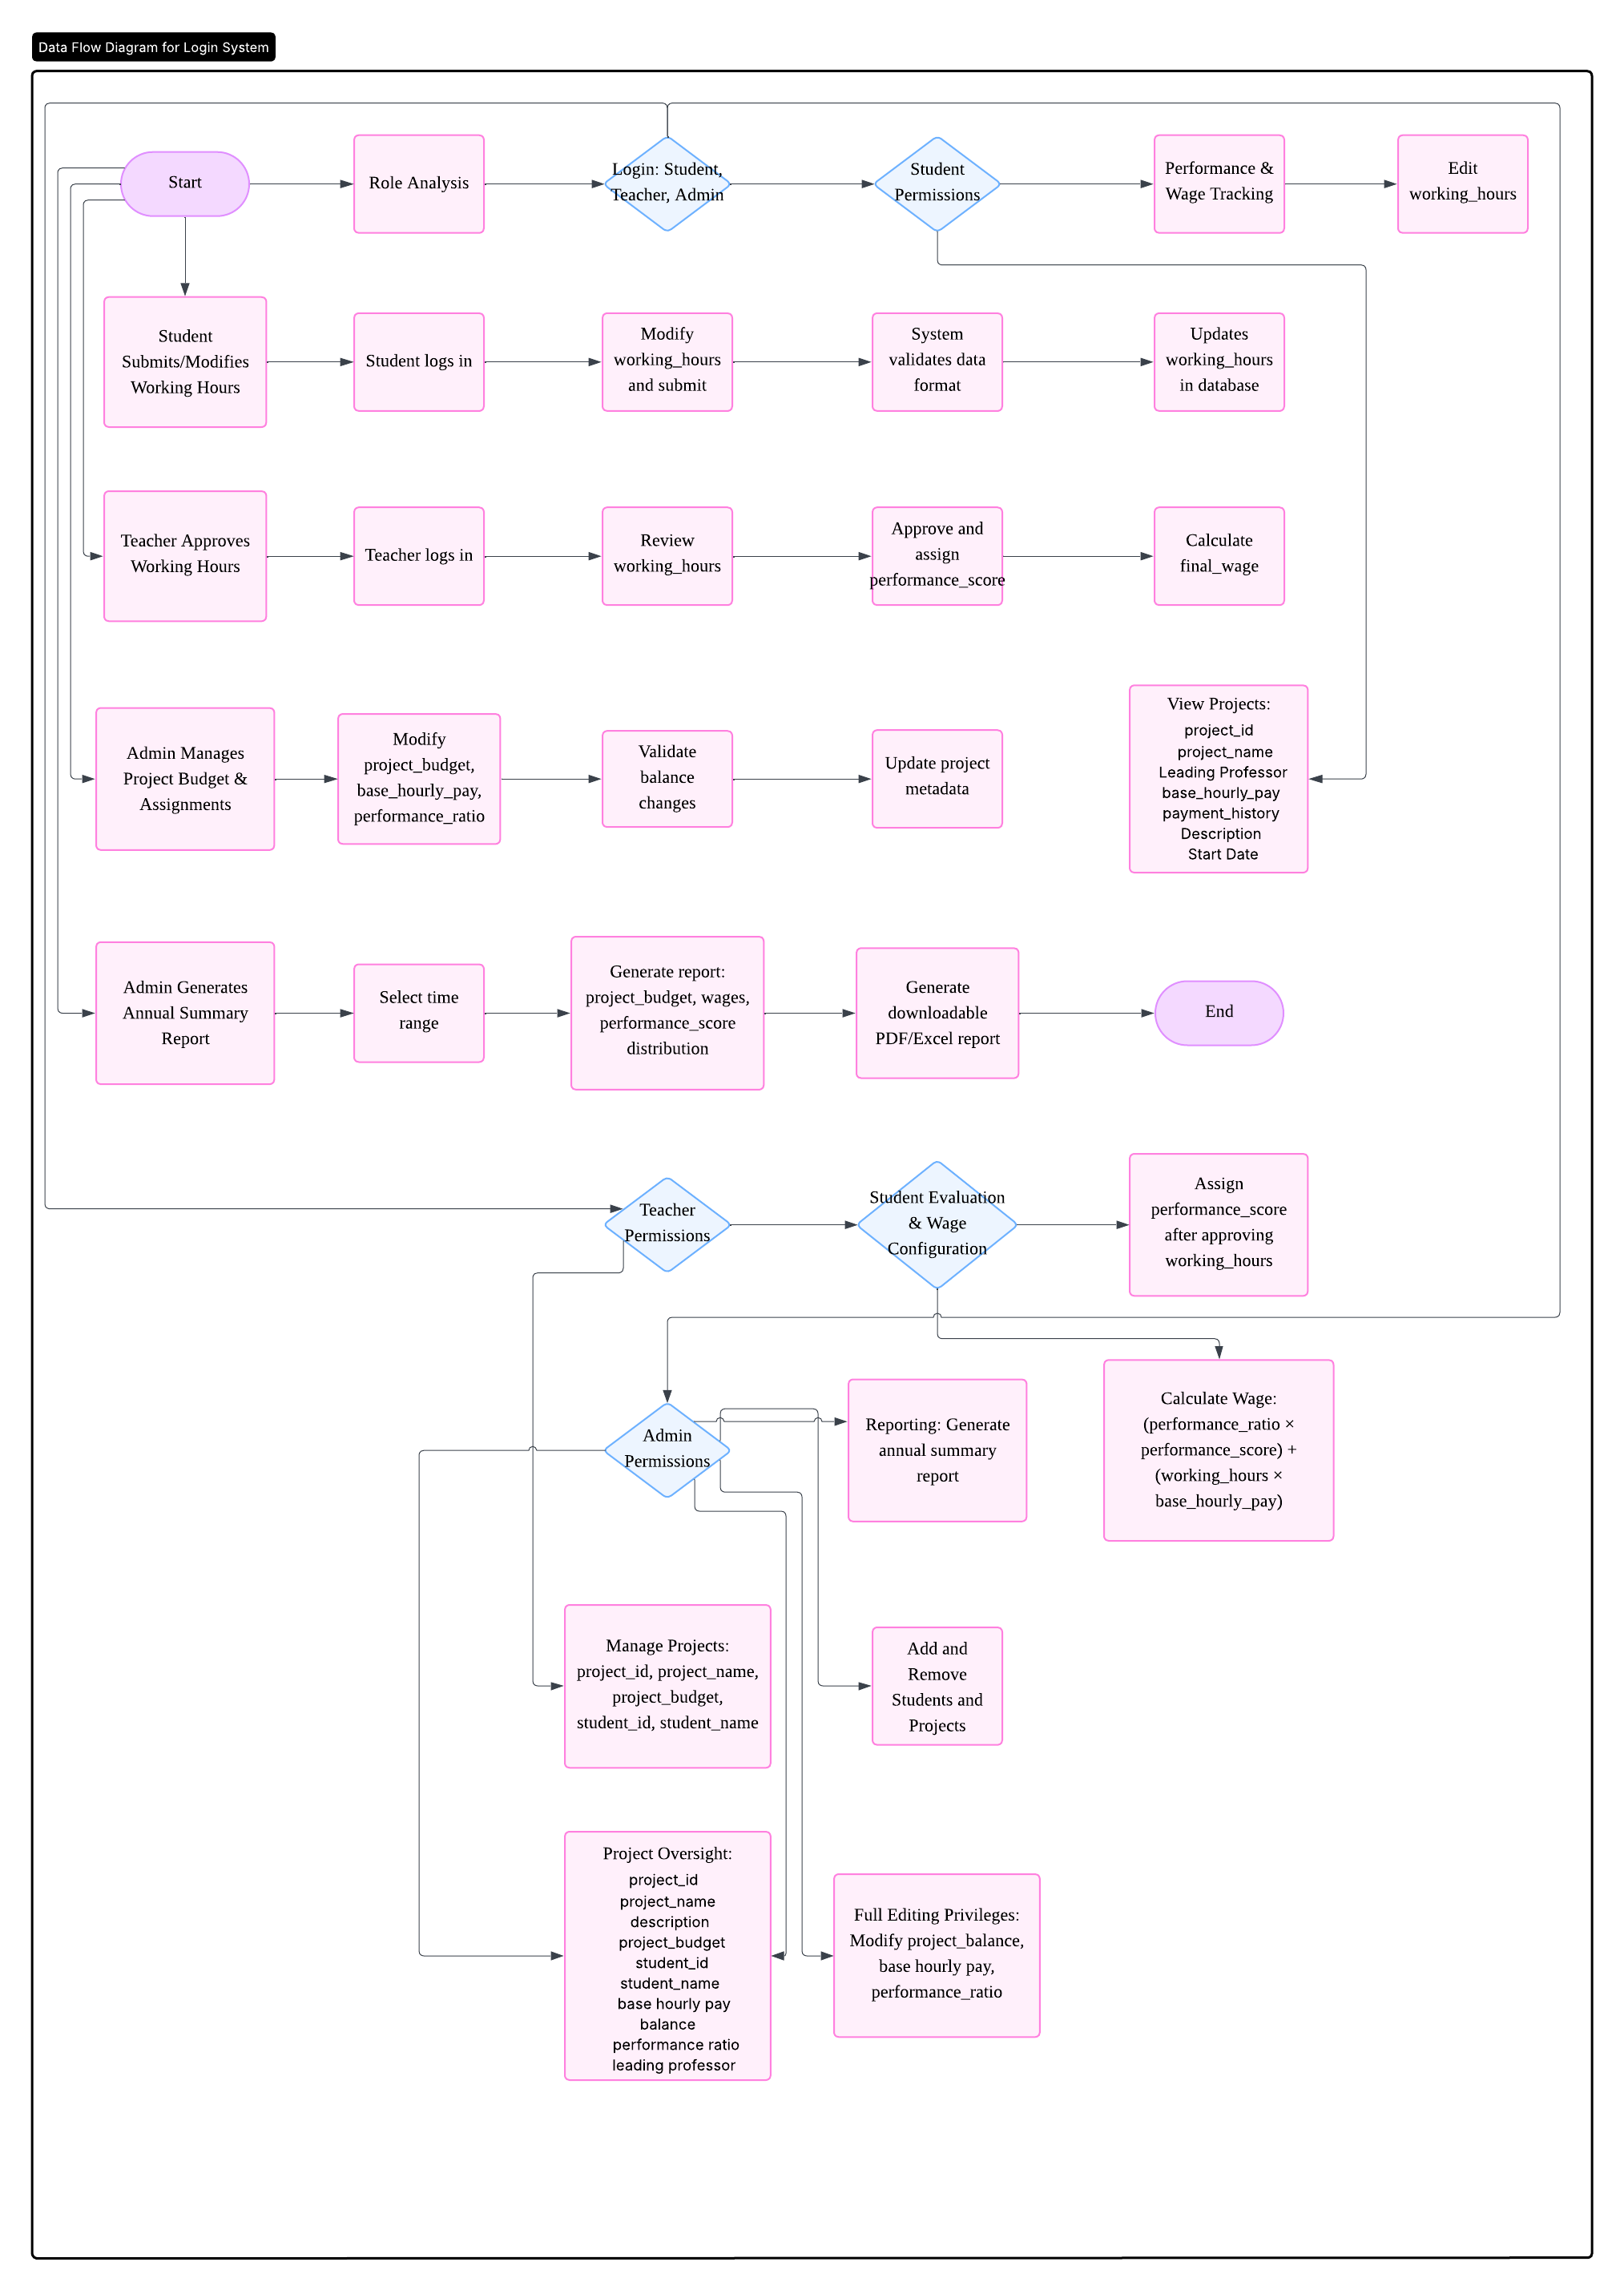 Data Flow Diagram for Login System
Start
Role Analysis
Login: Student,
Teacher, Admin
Student
Permissions
Performance &
Wage Tracking
Edit
working_hours
Student
Submits/Modifies
Working Hours
Student logs in
Modify
working_hours
and submit
System
validates data
format
Updates
working_hours
in database
Teacher Approves
Working Hours
Teacher logs in
Review
working_hours
Approve and
assign
performance_score
Calculate
final_wage
Admin Manages
Project Budget &
Assignments
Modify
project_budget,
base_hourly_pay,
performance_ratio
Validate
balance
changes
Update project
metadata
View Projects:
project_id
project_name
Leading Professor
base_hourly_pay
payment_history
Description
Start Date
Admin Generates
Annual Summary
Report
Select time
range
Generate report:
project_budget, wages,
performance_score
distribution
Generate
downloadable
PDF/Excel report
End
Teacher
Permissions
Student Evaluation
& Wage
Configuration
Assign
performance_score
after approving
working_hours
Admin
Permissions
Reporting: Generate
annual summary
report
Calculate Wage:
(performance_ratio ×
performance_score) +
(working_hours ×
base_hourly_pay)
Manage Projects:
project_id, project_name,
project_budget,
student_id, student_name
Add and
Remove
Students and
Projects
Project Oversight:
project_id
project_name
description
project_budget
student_id
student_name
base hourly pay
balance
performance ratio
leading professor
Full Editing Privileges:
Modify project_balance,
base hourly pay,
performance_ratio